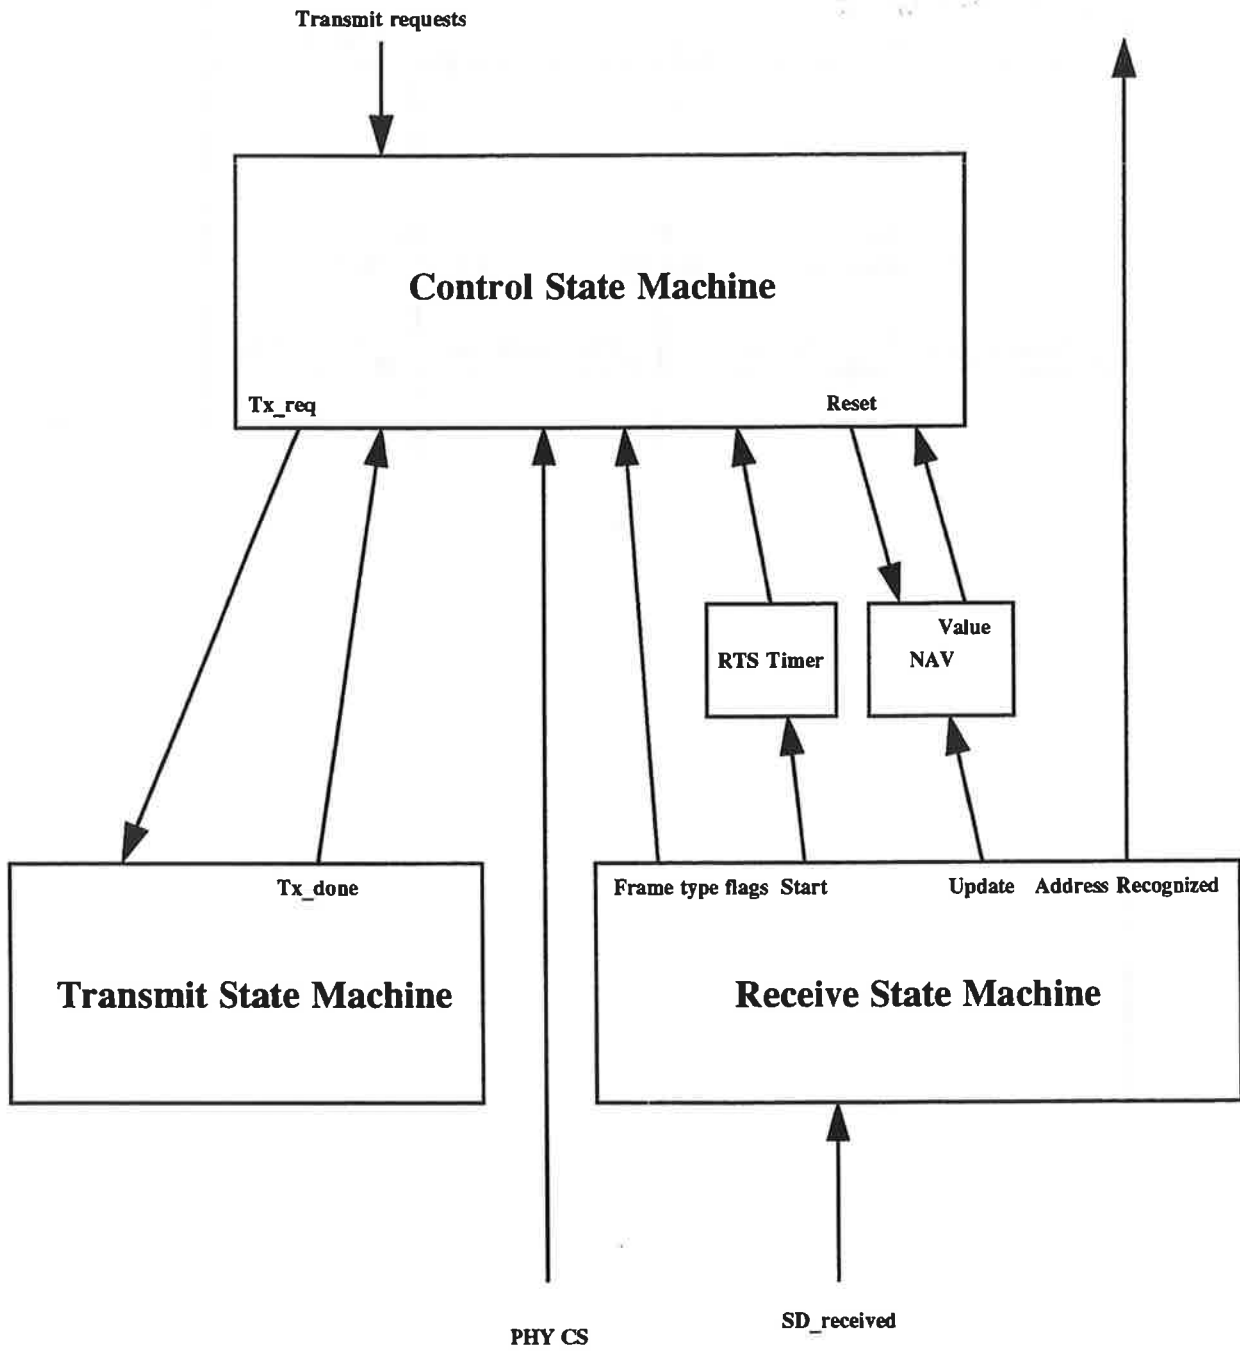 Transmit requests
Control State Machine
Tx_req
Reset
Value
RTS Timer
NAV
Tx_done
Frame type flags Start
Update
Address Recognized
Transmit State Machine
Receive State Machine
SD_received
PHY CS